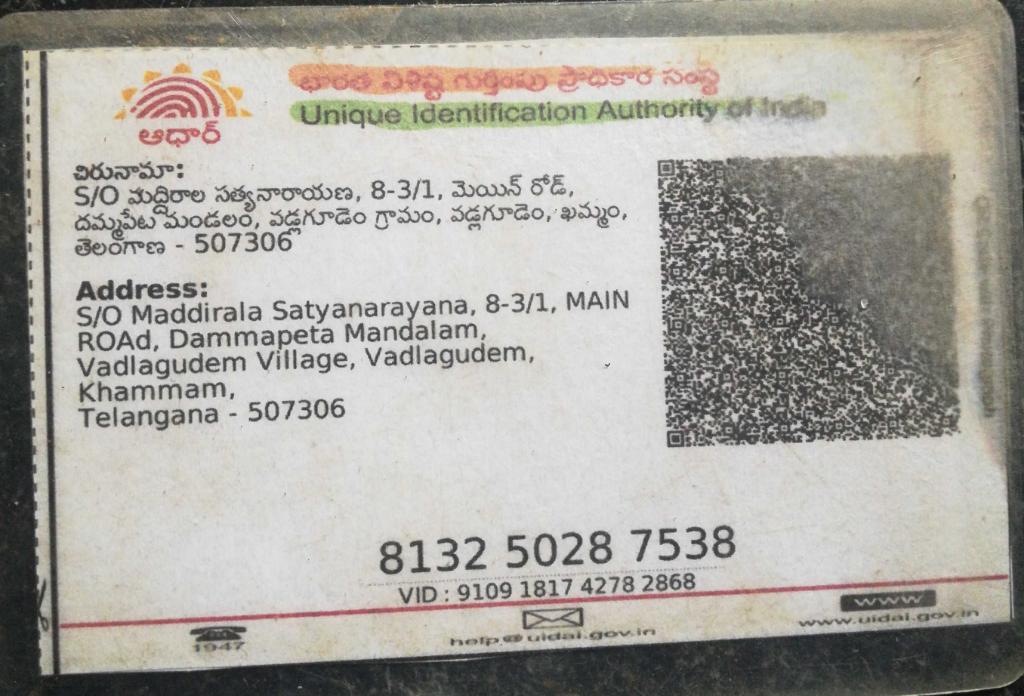 ఆధార్
భారత విశిష్ట గుర్తింపు ప్రాధికార సంస్థ
Unique Identification Authority of India
చిరునామా:
S/O మద్దిరాల సత్యనారాయణ, 8-3/1, మెయిన్ రోడ్,
దమ్మపేట మండలం, వడ్లగూడెం గ్రామం, వడ్లగూడెం, ఖమ్మం,
తెలంగాణ - 507306
Address:
S/O Maddirala Satyanarayana, 8-3/1, MAIN
ROAd, Dammapeta Mandalam,
Vadlagudem Village, Vadlagudem,
Khammam,
Telangana - 507306
8132 5028 7538
VID : 9109 1817 4278 2868
1947
help@uidai.gov.in
www
www.uidai.gov.in